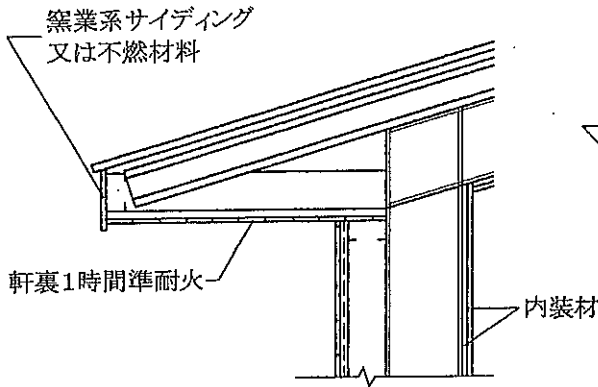 窯業系サイディング
又は不燃材料
軒裏1時間準耐火
内装材